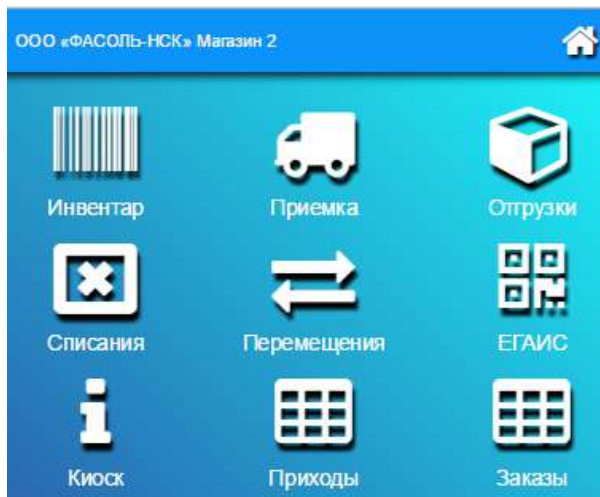 ООО «ФАСОЛЬ-НСК» Магазин 2
Инвентар Приемка Отгрузки
Списания Перемещения ЕГАИС
Киоск Приходы Заказы